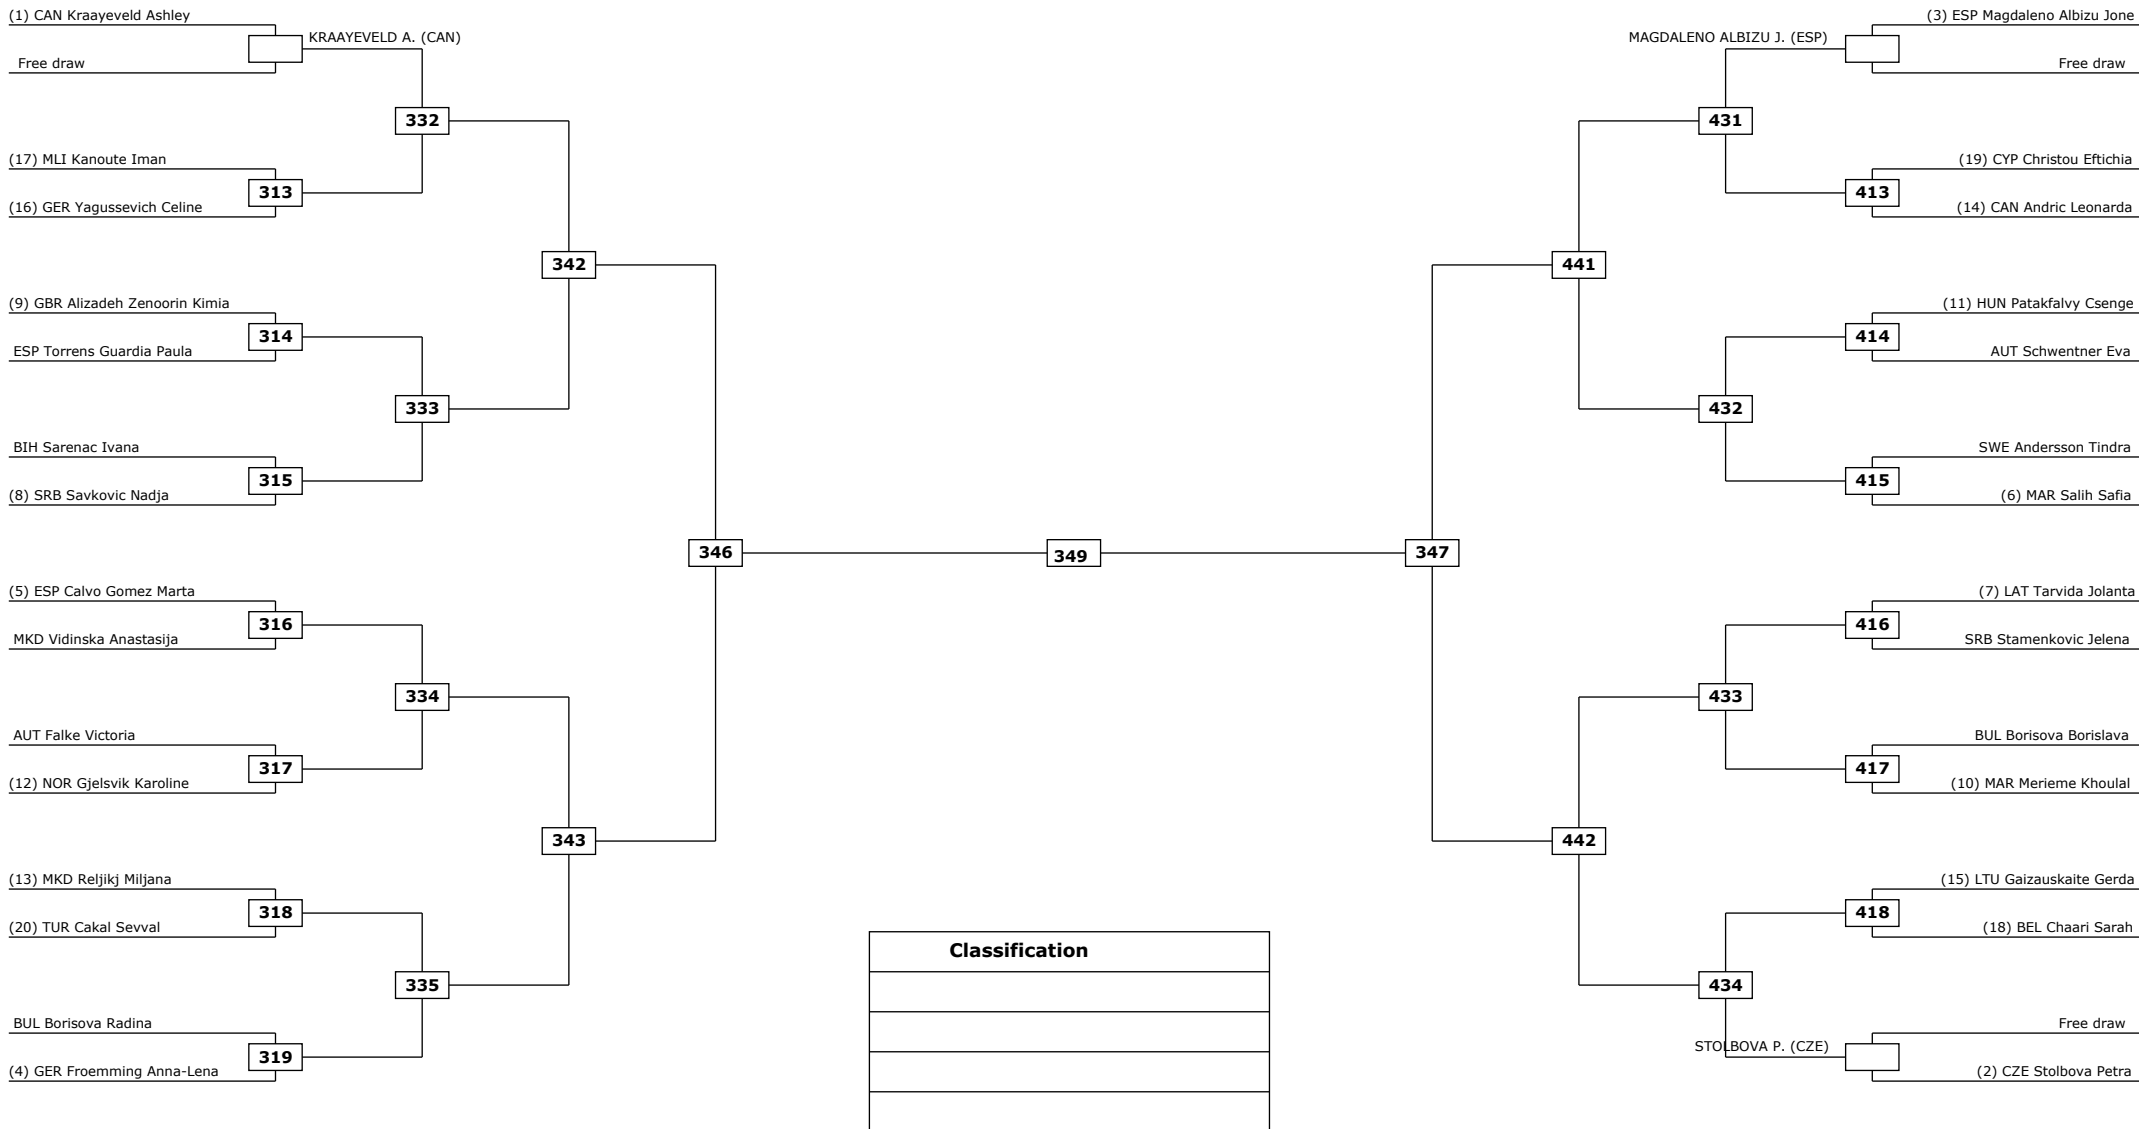 (1) CAN Kraayeveld Ashley
KRAAYEVELD A. (CAN)
Free draw
332
(17) MLI Kanoute Iman
313
(16) GER Yagussevich Celine
342
(9) GBR Alizadeh Zenoorin Kimia
314
ESP Torrens Guardia Paula
333
BIH Sarenac Ivana
315
(8) SRB Savkovic Nadja
346
349
347
(5) ESP Calvo Gomez Marta
316
MKD Vidinska Anastasija
334
AUT Falke Victoria
317
(12) NOR Gjelsvik Karoline
343
(13) MKD Reljikj Miljana
318
(20) TUR Cakal Sevval
335
BUL Borisova Radina
319
(4) GER Froemming Anna-Lena
(3) ESP Magdaleno Albizu Jone
MAGDALENO ALBIZU J. (ESP)
Free draw
431
(19) CYP Christou Eftichia
413
(14) CAN Andric Leonarda
441
(11) HUN Patakfalvy Csenge
414
AUT Schwentner Eva
432
SWE Andersson Tindra
415
(6) MAR Salih Safia
(7) LAT Tarvida Jolanta
416
SRB Stamenkovic Jelena
433
BUL Borisova Borislava
417
(10) MAR Merieme Khoulal
442
(15) LTU Gaizauskaite Gerda
418
(18) BEL Chaari Sarah
434
Free draw
STOLBOVA P. (CZE)
(2) CZE Stolbova Petra
Classification